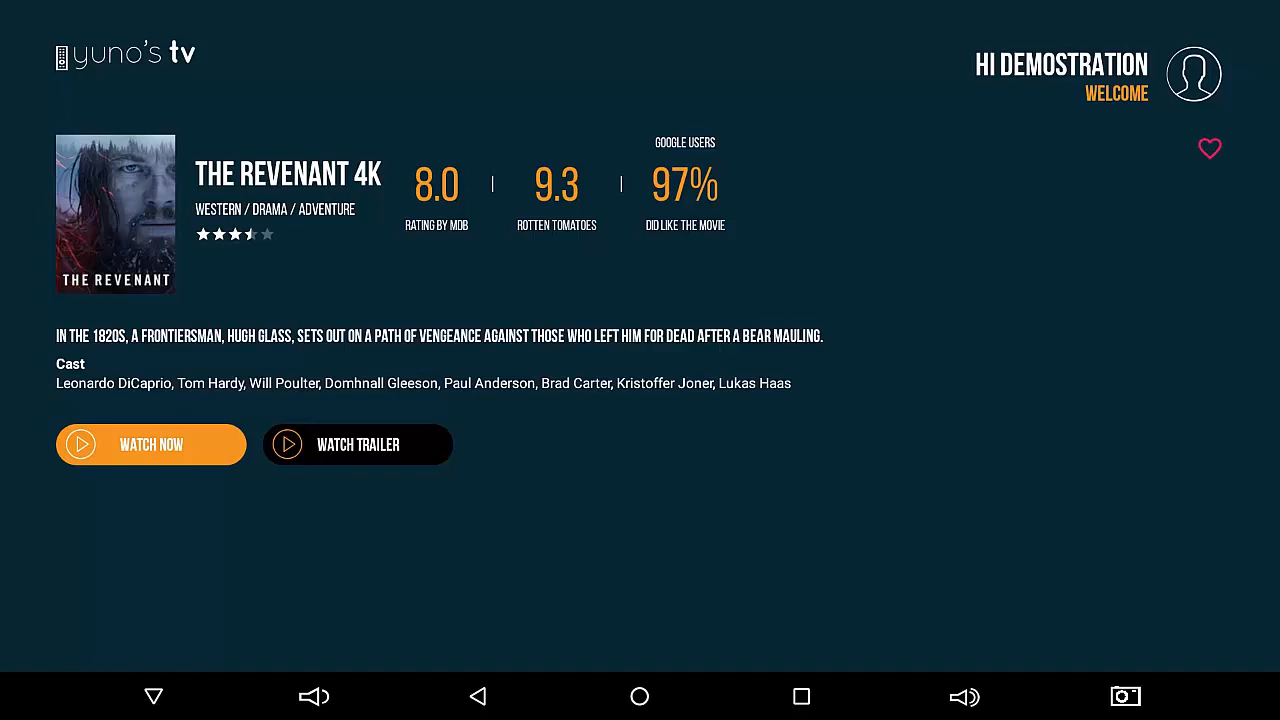 yuno's tv
HI DEMOSTRATION
WELCOME
THE REVENANT
THE REVENANT 4K
WESTERN / DRAMA / ADVENTURE
8.0
RATING BY MDB
9.3
ROTTEN TOMATOES
GOOGLE USERS
97%
DID LIKE THE MOVIE
IN THE 1820S, A FRONTIERSMAN, HUGH GLASS, SETS OUT ON A PATH OF VENGEANCE AGAINST THOSE WHO LEFT HIM FOR DEAD AFTER A BEAR MAULING.
Cast
Leonardo DiCaprio, Tom Hardy, Will Poulter, Domhnall Gleeson, Paul Anderson, Brad Carter, Kristoffer Joner, Lukas Haas
WATCH NOW
WATCH TRAILER